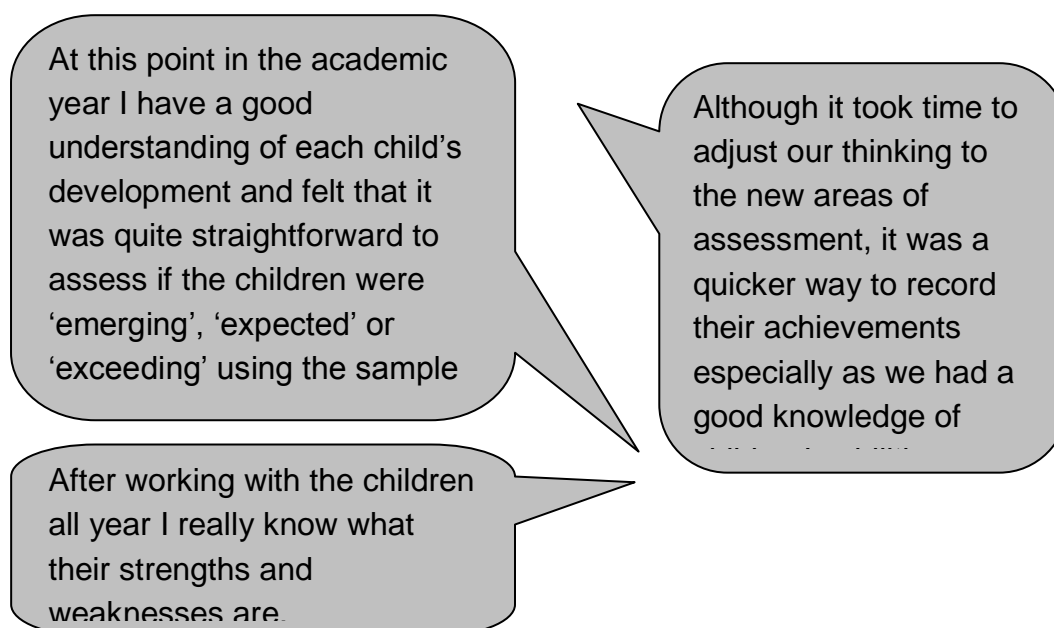 At this point in the academic
year I have a good
understanding of each child’s
development and felt that it
was quite straightforward to
assess if the children were
‘emerging’, ‘expected’ or
‘exceeding’ using the sample
Although it took time to
adjust our thinking to
the new areas of
assessment, it was a
quicker way to record
their achievements
especially as we had a
good knowledge of
After working with the children
all year I really know what
their strengths and
weaknesses are.